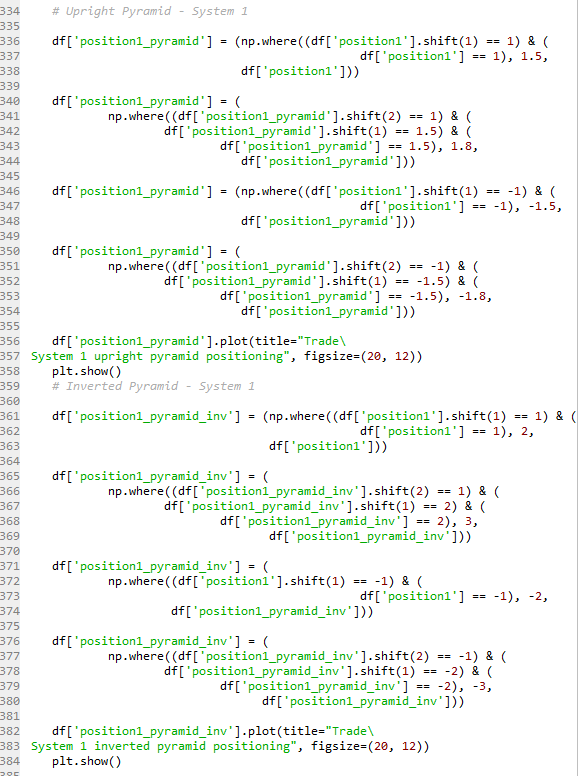 334 # Upright Pyramid - System 1
335
336 df['position1_pyramid'] = (np.where((df['position1'].shift(1) == 1) & (
337 df['position1'] == 1), 1.5,
338 df['position1']))
339
340 df['position1_pyramid'] = (
341 np.where((df['position1_pyramid'].shift(2) == 1) & (
342 df['position1_pyramid'].shift(1) == 1.5) & (
343 df['position1_pyramid'] == 1.5), 1.8,
344 df['position1_pyramid']))
345
346 df['position1_pyramid'] = (np.where((df['position1'].shift(1) == -1) & (
347 df['position1'] == -1), -1.5,
348 df['position1_pyramid']))
349
350 df['position1_pyramid'] = (
351 np.where((df['position1_pyramid'].shift(2) == -1) & (
352 df['position1_pyramid'].shift(1) == -1.5) & (
353 df['position1_pyramid'] == -1.5), -1.8,
354 df['position1_pyramid']))
355
356 df['position1_pyramid'].plot(title="Trade\
357 System 1 upright pyramid positioning", figsize=(20, 12))
358 plt.show()
359 # Inverted Pyramid - System 1
360
361 df['position1_pyramid_inv'] = (np.where((df['position1'].shift(1) == 1) & (
362 df['position1'] == 1), 2,
363 df['position1']))
364
365 df['position1_pyramid_inv'] = (
366 np.where((df['position1_pyramid_inv'].shift(2) == 1) & (
367 df['position1_pyramid_inv'].shift(1) == 2) & (
368 df['position1_pyramid_inv'] == 2), 3,
369 df['position1_pyramid_inv']))
370
371 df['position1_pyramid_inv'] = (
372 np.where((df['position1'].shift(1) == -1) & (
373 df['position1'] == -1), -2,
374 df['position1_pyramid_inv']))
375
376 df['position1_pyramid_inv'] = (
377 np.where((df['position1_pyramid_inv'].shift(2) == -1) & (
378 df['position1_pyramid_inv'].shift(1) == -2) & (
379 df['position1_pyramid_inv'] == -2), -3,
380 df['position1_pyramid_inv']))
381
382 df['position1_pyramid_inv'].plot(title="Trade\
383 System 1 inverted pyramid positioning", figsize=(20, 12))
384 plt.show()